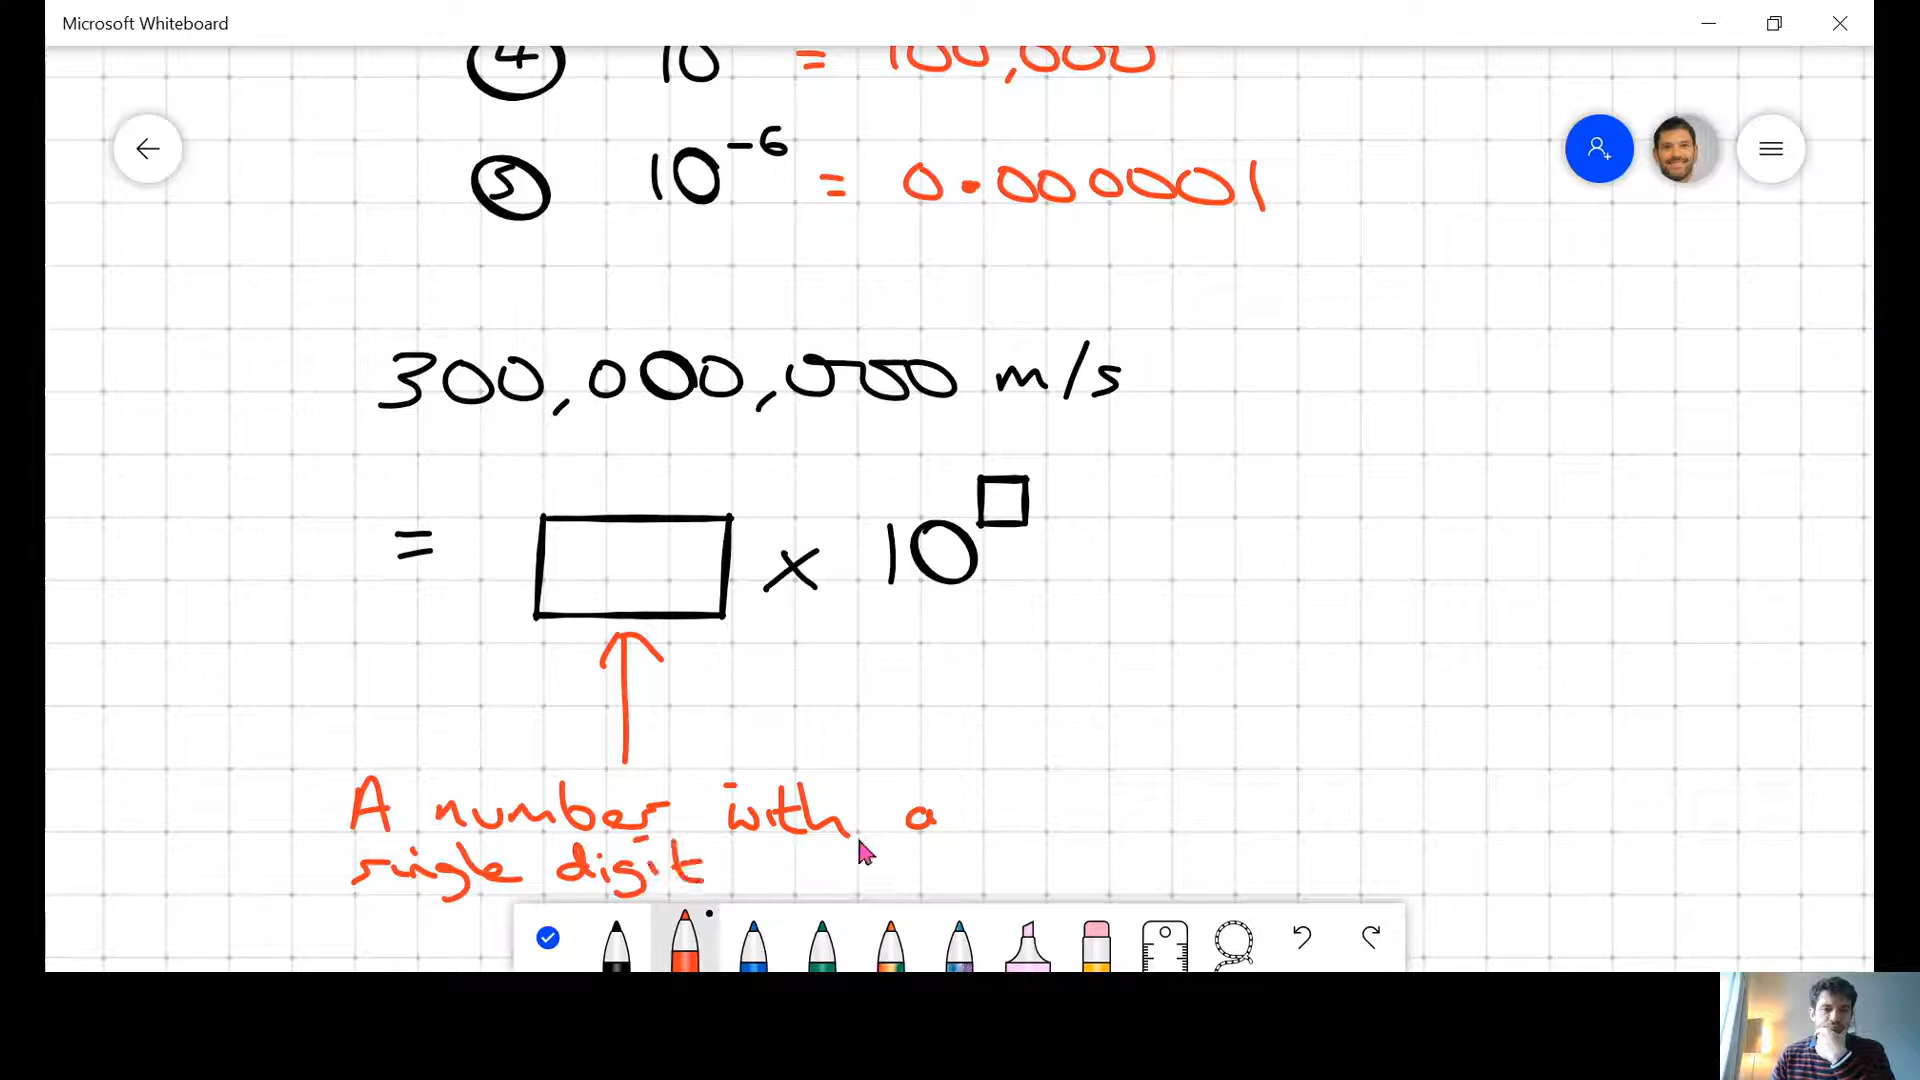 Microsoft Whiteboard
④ 10 = 100,000
⑤ 10⁻⁶ = 0.000001
300,000,000 m/s
= □ × 10^□
A number with a
single digit